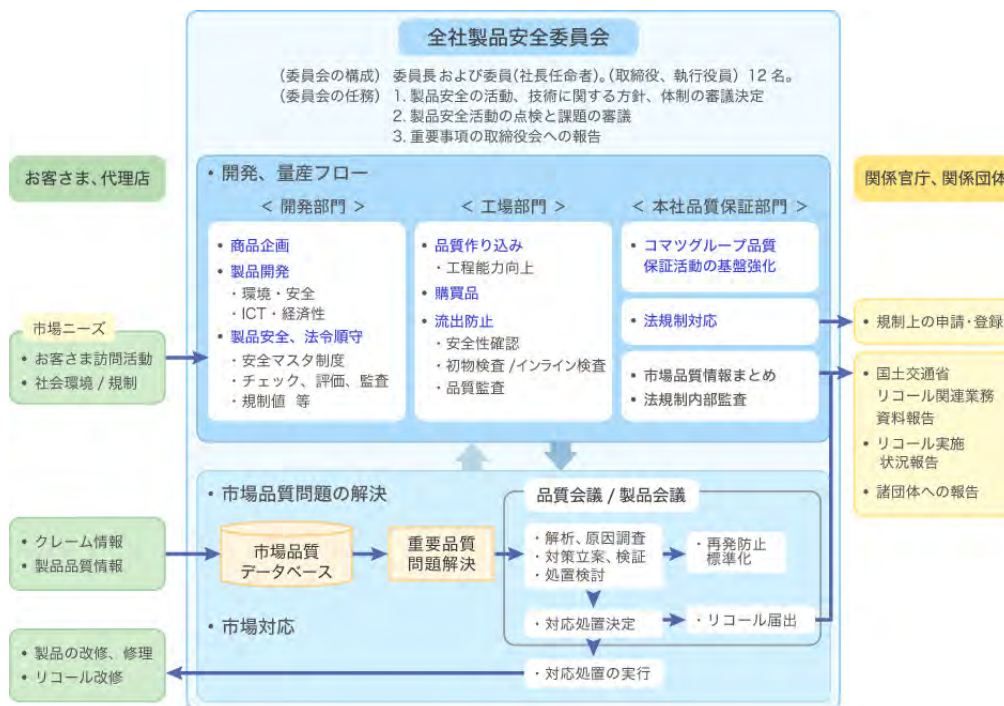 全社製品安全委員会
(委員会の構成) 委員長および委員(社長任命者)。(取締役、執行役員) 12名。
(委員会の任務) 1. 製品安全の活動、技術に関する方針、体制の審議決定
2. 製品安全活動の点検と課題の審議
3. 重要事項の取締役会への報告
お客さま、代理店
市場ニーズ
• お客さま訪問活動
• 社会環境 / 規制
• クレーム情報
• 製品品質情報
• 製品の改修、修理
• リコール改修
・開発、量産フロー
< 開発部門 >
• 商品企画
• 製品開発
・環境・安全
・ICT・経済性
• 製品安全、法令順守
・安全マスタ制度
・チェック、評価、監査
・規制値 等
< 工場部門 >
• 品質作り込み
・工程能力向上
• 購買品
• 流出防止
・安全性確認
・初物検査 /インライン検査
・品質監査
< 本社品質保証部門 >
• コマツグループ品質
保証活動の基盤強化
• 法規制対応
• 市場品質情報まとめ
• 法規制内部監査
・市場品質問題の解決
市場品質
データベース
重要品質
問題解決
品質会議 / 製品会議
・解析、原因調査
・対策立案、検証
・処置検討
・再発防止
標準化
・対応処置決定
・リコール届出
・市場対応
・対応処置の実行
関係官庁、関係団体
• 規制上の申請・登録
• 国土交通省
リコール関連業務
資料報告
• リコール実施
状況報告
• 諸団体への報告